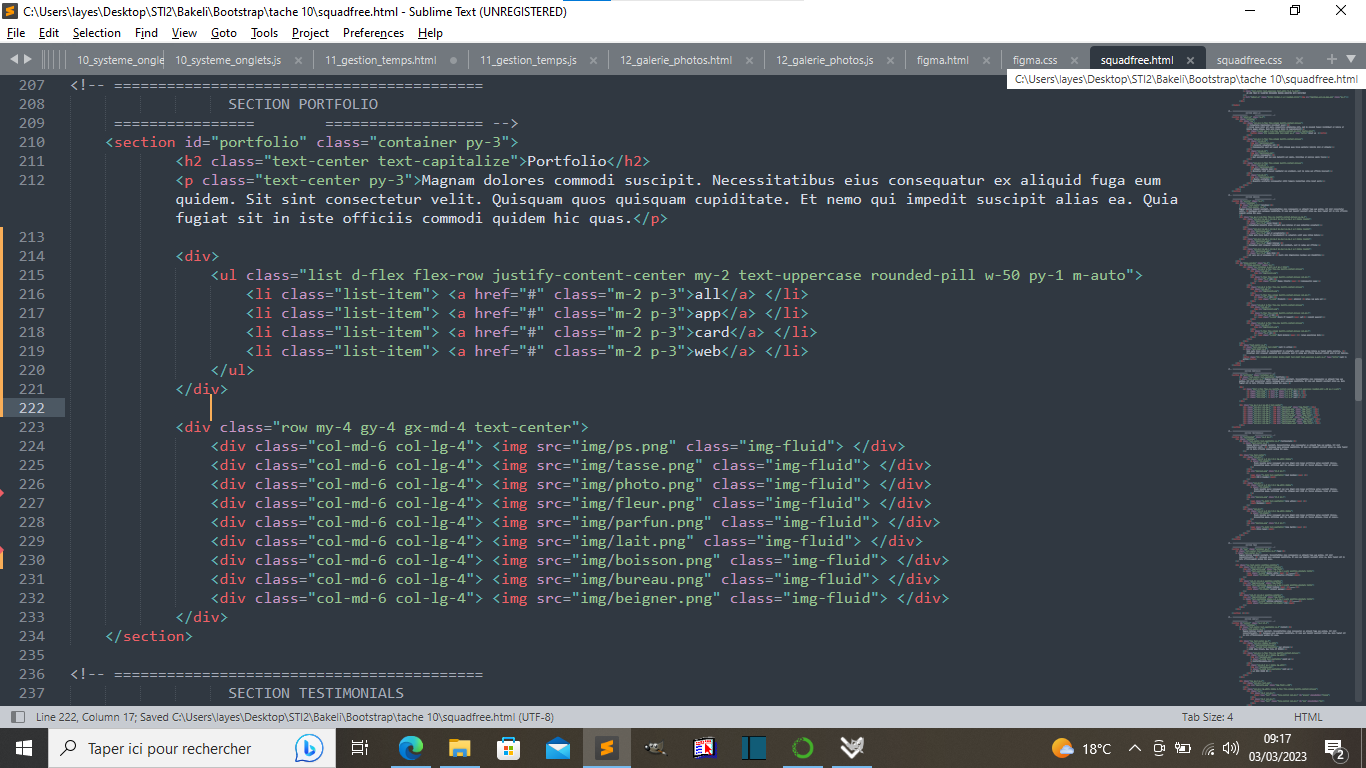 C:\Users\layes\Desktop\STI2\Bakeli\Bootstrap\tache 10\squadfree.html - Sublime Text (UNREGISTERED)
File Edit Selection Find View Goto Tools Project Preferences Help
10_systeme_ongle 10_systeme_onglets.js 11_gestion_temps.html 11_gestion_temps.js 12_galerie_photos.html 12_galerie_photos.js figma.html figma.css squadfree.html squadfree.css
C:\Users\layes\Desktop\STI2\Bakeli\Bootstrap\tache 10\squadfree.html
207 <!-- ==========================================
208 SECTION PORTFOLIO
209 ================ ================== -->
210 <section id="portfolio" class="container py-3">
211 <h2 class="text-center text-capitalize">Portfolio</h2>
212 <p class="text-center py-3">Magnam dolores commodi suscipit. Necessitatibus eius consequatur ex aliquid fuga eum
quidem. Sit sint consectetur velit. Quisquam quos quisquam cupiditate. Et nemo qui impedit suscipit alias ea. Quia
fugiat sit in iste officiis commodi quidem hic quas.</p>
213
214 <div>
215 <ul class="list d-flex flex-row justify-content-center my-2 text-uppercase rounded-pill w-50 py-1 m-auto">
216 <li class="list-item"> <a href="#" class="m-2 p-3">all</a> </li>
217 <li class="list-item"> <a href="#" class="m-2 p-3">app</a> </li>
218 <li class="list-item"> <a href="#" class="m-2 p-3">card</a> </li>
219 <li class="list-item"> <a href="#" class="m-2 p-3">web</a> </li>
220 </ul>
221 </div>
222
223 <div class="row my-4 gy-4 gx-md-4 text-center">
224 <div class="col-md-6 col-lg-4"> <img src="img/ps.png" class="img-fluid"> </div>
225 <div class="col-md-6 col-lg-4"> <img src="img/tasse.png" class="img-fluid"> </div>
226 <div class="col-md-6 col-lg-4"> <img src="img/photo.png" class="img-fluid"> </div>
227 <div class="col-md-6 col-lg-4"> <img src="img/fleur.png" class="img-fluid"> </div>
228 <div class="col-md-6 col-lg-4"> <img src="img/parfun.png" class="img-fluid"> </div>
229 <div class="col-md-6 col-lg-4"> <img src="img/lait.png" class="img-fluid"> </div>
230 <div class="col-md-6 col-lg-4"> <img src="img/boisson.png" class="img-fluid"> </div>
231 <div class="col-md-6 col-lg-4"> <img src="img/bureau.png" class="img-fluid"> </div>
232 <div class="col-md-6 col-lg-4"> <img src="img/beigner.png" class="img-fluid"> </div>
233 </div>
234 </section>
235
236 <!-- ==========================================
237 SECTION TESTIMONIALS
Line 222, Column 17; Saved C:\Users\layes\Desktop\STI2\Bakeli\Bootstrap\tache 10\squadfree.html (UTF-8) Tab Size: 4 HTML
Taper ici pour rechercher 18°C 09:17
03/03/2023 2